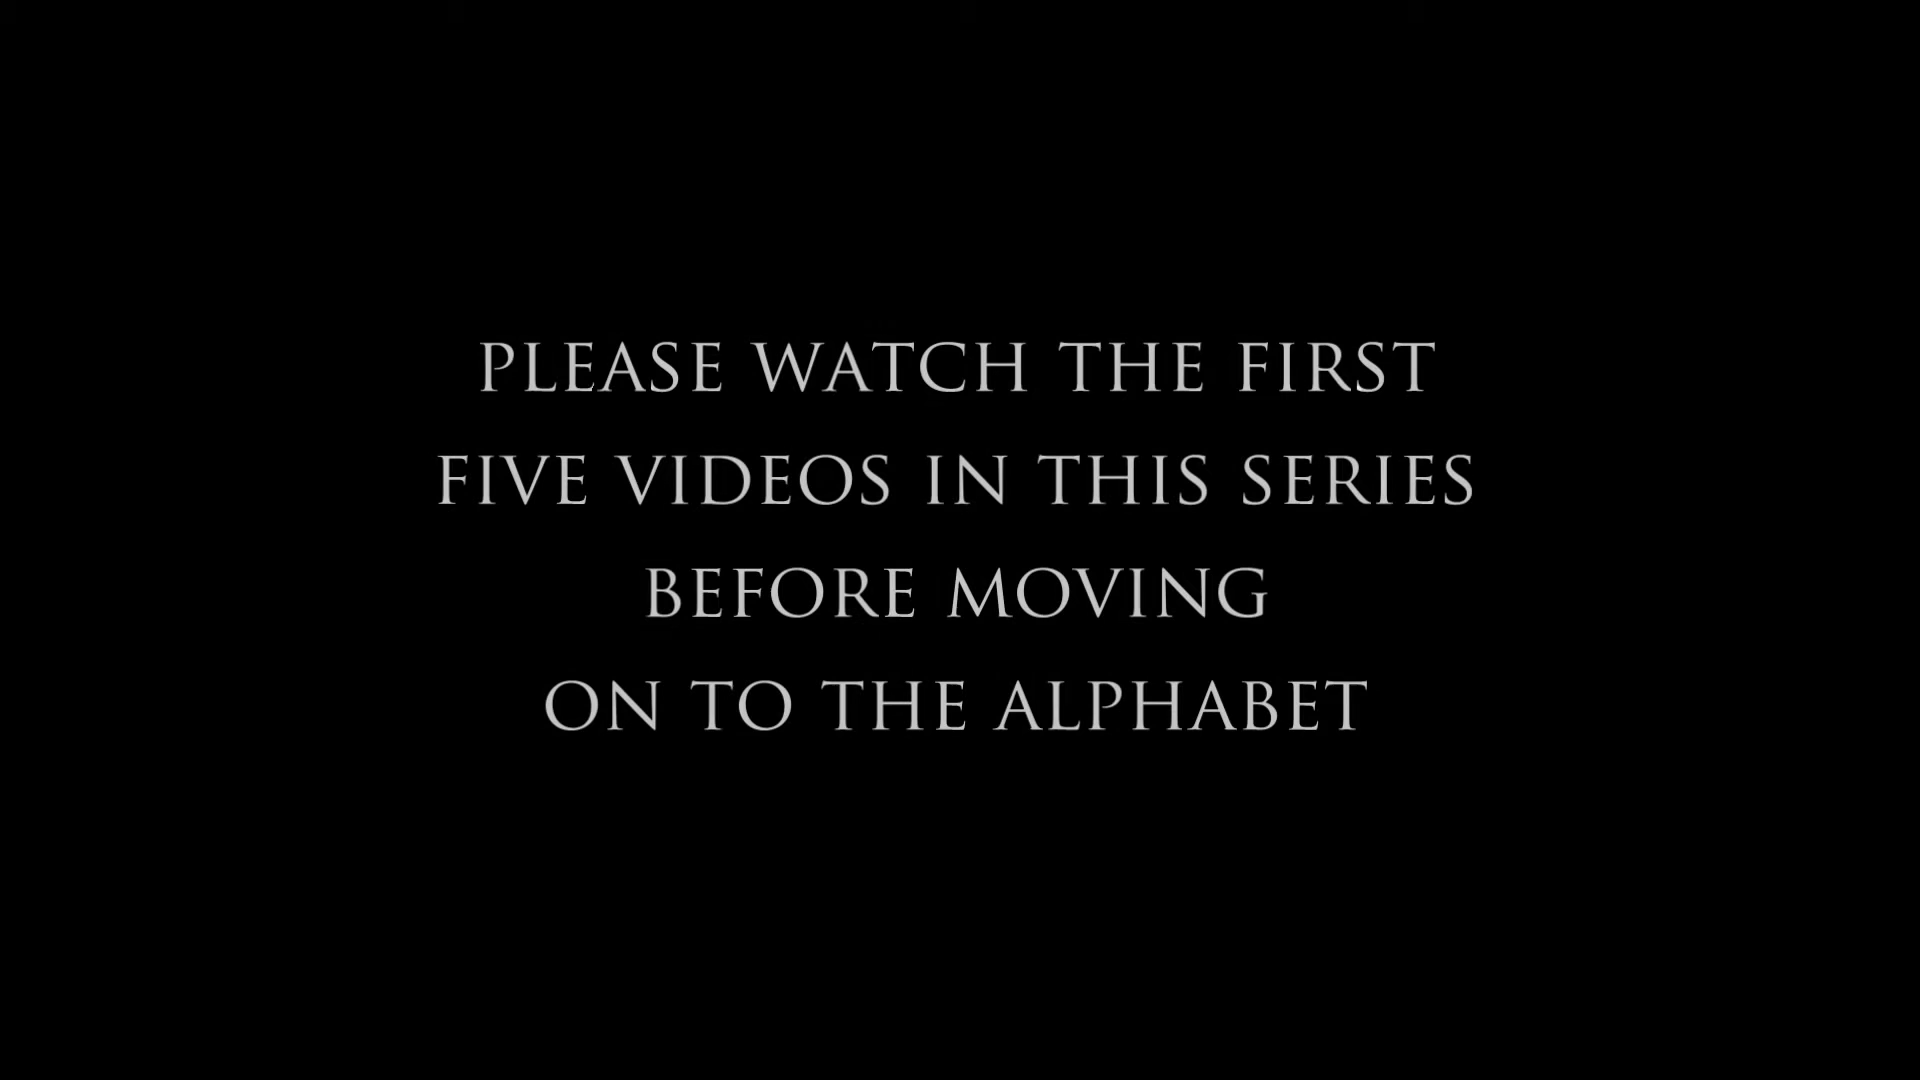 PLEASE WATCH THE FIRST
FIVE VIDEOS IN THIS SERIES
BEFORE MOVING
ON TO THE ALPHABET